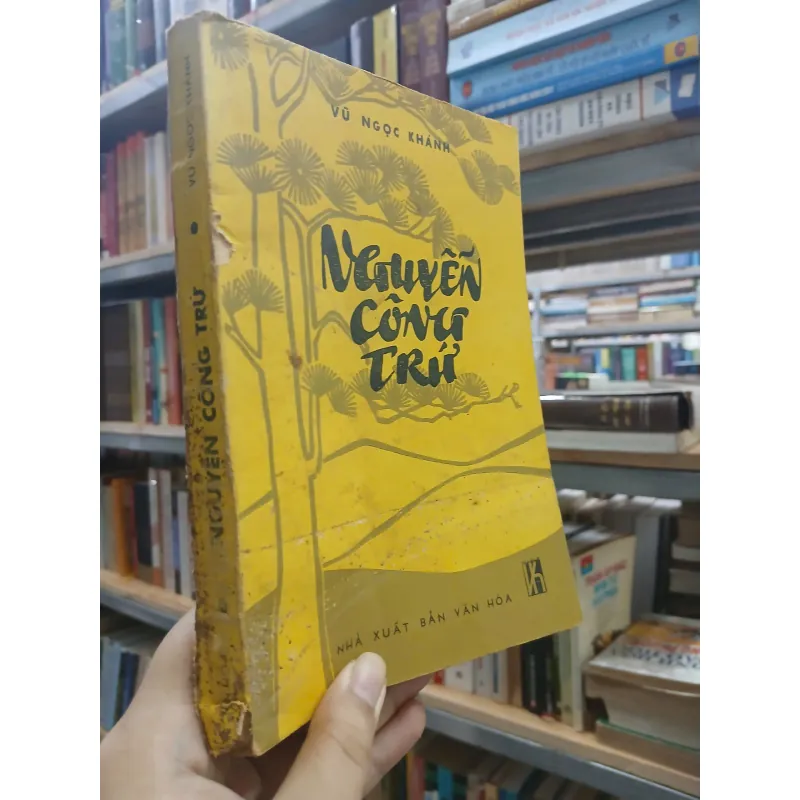 VŨ NGỌC KHÁNH
NGUYỄN
CÔNG
TRỨ
NHÀ XUẤT BẢN VĂN HÓA
VŨ NGỌC KHÁNH • NGUYỄN CÔNG TRỨ